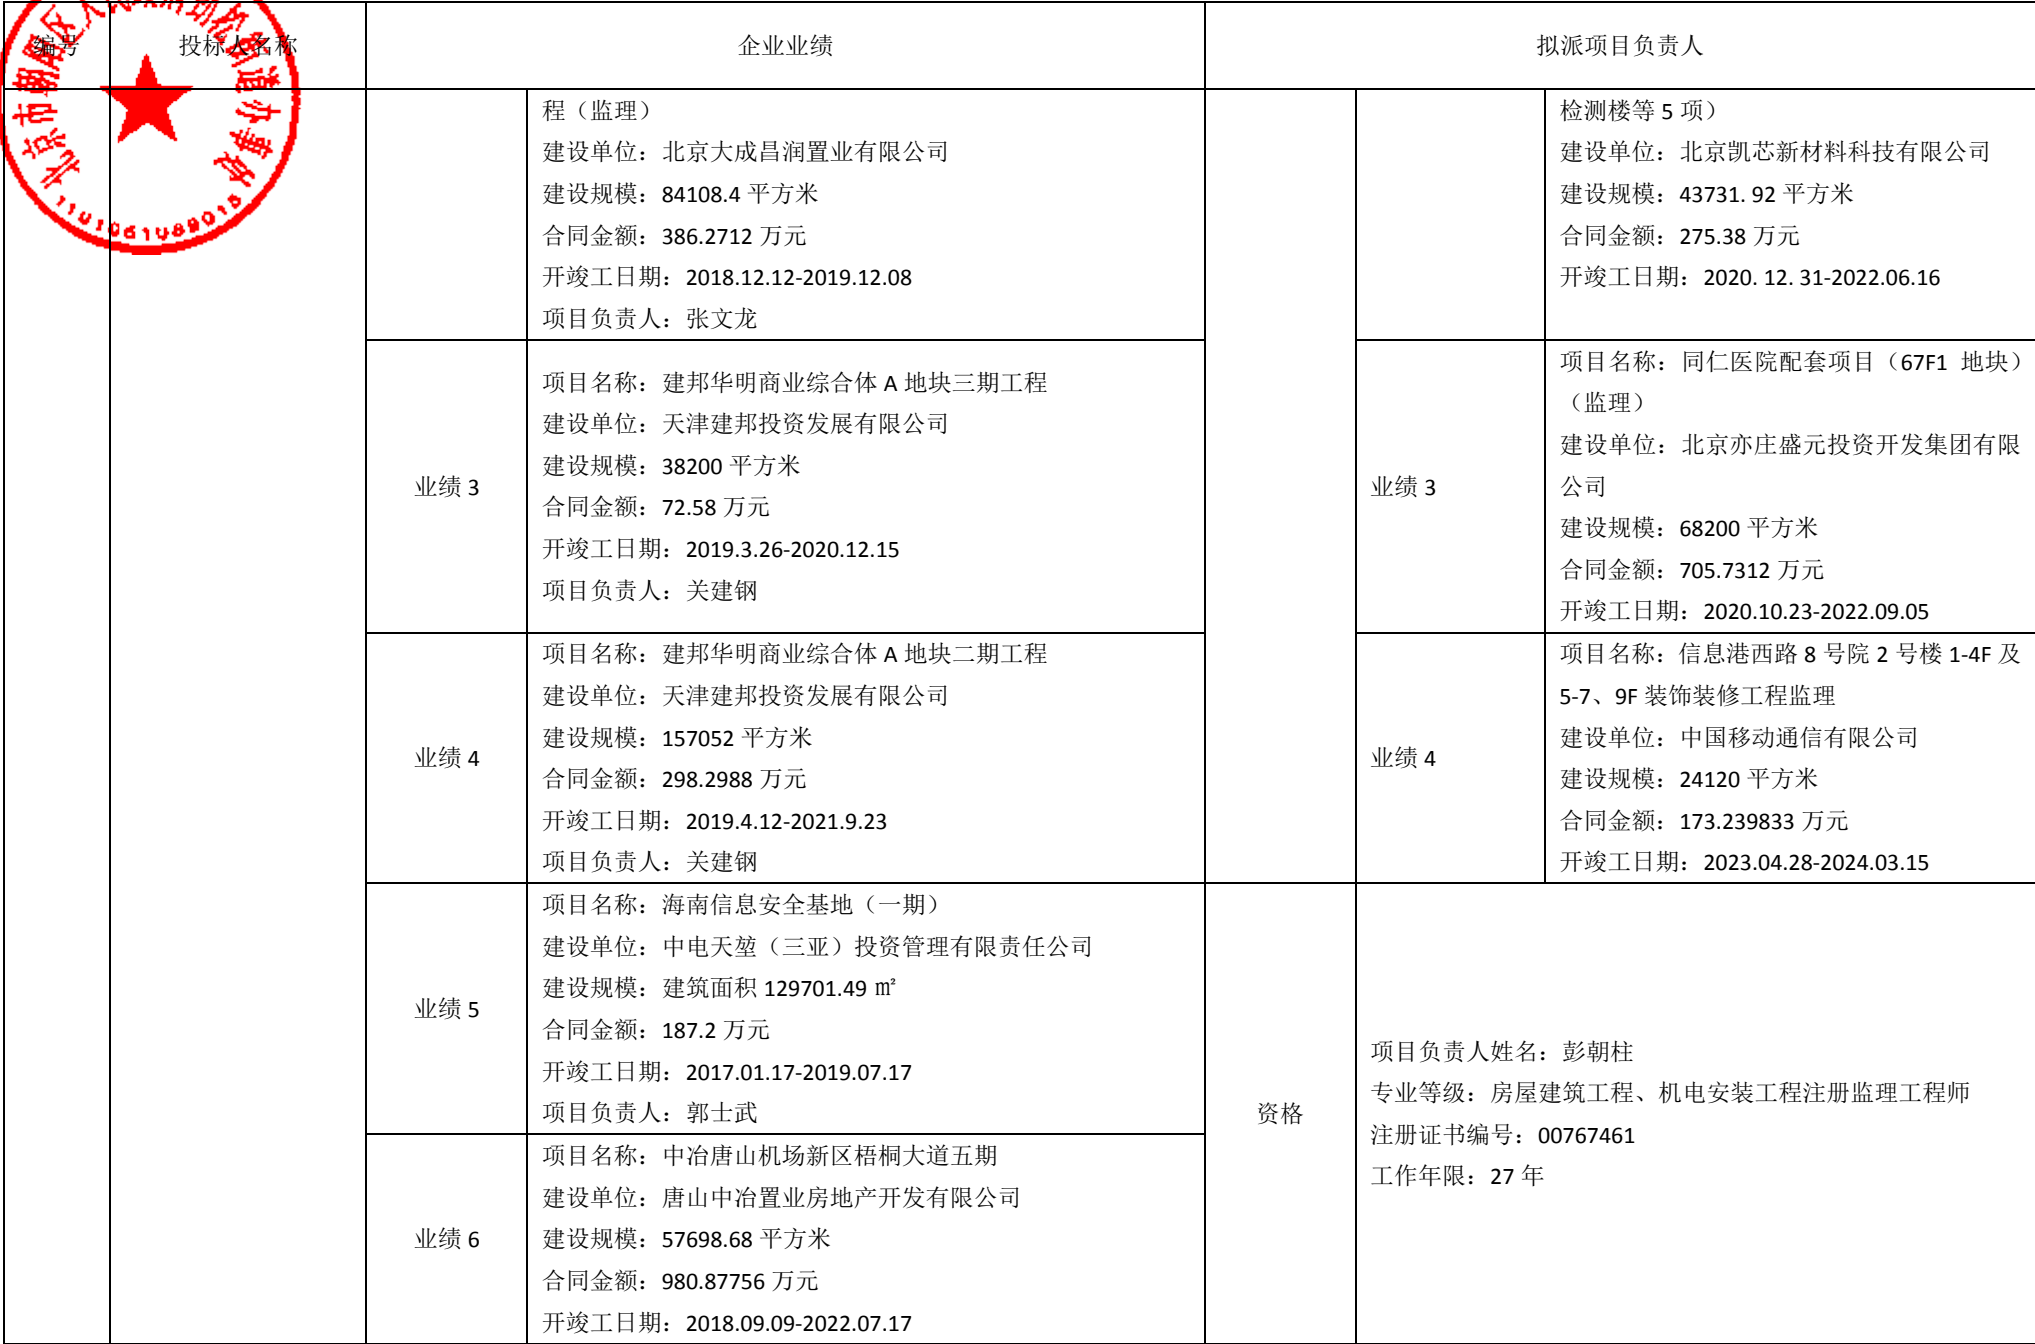 编号 投标人名称 企业业绩 拟派项目负责人
程（监理）
建设单位：北京大成昌润置业有限公司
建设规模：84108.4 平方米
合同金额：386.2712 万元
开竣工日期：2018.12.12-2019.12.08
项目负责人：张文龙
检测楼等 5 项）
建设单位：北京凯芯新材料科技有限公司
建设规模：43731. 92 平方米
合同金额：275.38 万元
开竣工日期：2020. 12. 31-2022.06.16
业绩 3
项目名称：建邦华明商业综合体 A 地块三期工程
建设单位：天津建邦投资发展有限公司
建设规模：38200 平方米
合同金额：72.58 万元
开竣工日期：2019.3.26-2020.12.15
项目负责人：关建钢
业绩 3
项目名称：同仁医院配套项目（67F1 地块）
（监理）
建设单位：北京亦庄盛元投资开发集团有限
公司
建设规模：68200 平方米
合同金额：705.7312 万元
开竣工日期：2020.10.23-2022.09.05
业绩 4
项目名称：建邦华明商业综合体 A 地块二期工程
建设单位：天津建邦投资发展有限公司
建设规模：157052 平方米
合同金额：298.2988 万元
开竣工日期：2019.4.12-2021.9.23
项目负责人：关建钢
业绩 4
项目名称：信息港西路 8 号院 2 号楼 1-4F 及
5-7、9F 装饰装修工程监理
建设单位：中国移动通信有限公司
建设规模：24120 平方米
合同金额：173.239833 万元
开竣工日期：2023.04.28-2024.03.15
业绩 5
项目名称：海南信息安全基地（一期）
建设单位：中电天堃（三亚）投资管理有限责任公司
建设规模：建筑面积 129701.49 ㎡
合同金额：187.2 万元
开竣工日期：2017.01.17-2019.07.17
项目负责人：郭士武
业绩 6
项目名称：中冶唐山机场新区梧桐大道五期
建设单位：唐山中冶置业房地产开发有限公司
建设规模：57698.68 平方米
合同金额：980.87756 万元
开竣工日期：2018.09.09-2022.07.17
资格
项目负责人姓名：彭朝柱
专业等级：房屋建筑工程、机电安装工程注册监理工程师
注册证书编号：00767461
工作年限：27 年
北京市朝阳区人民政府劲松街道办事处